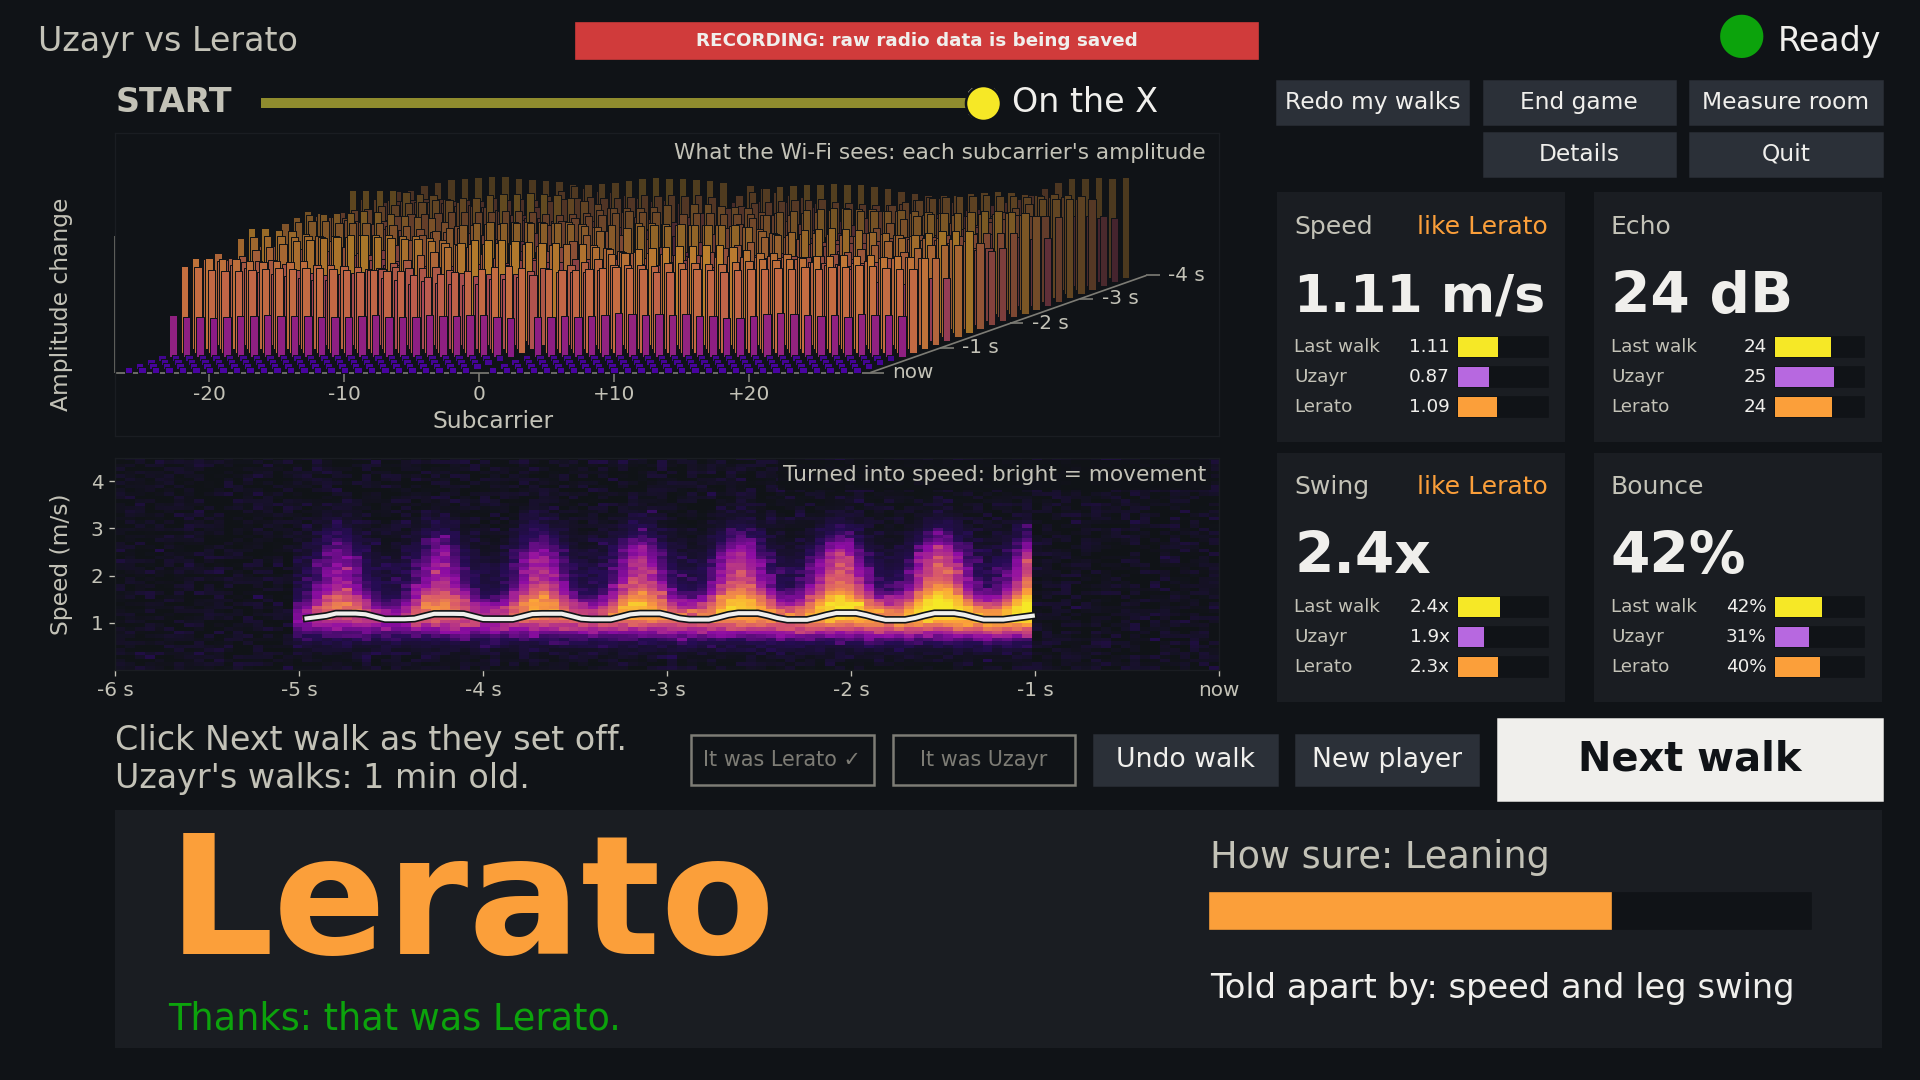 Uzayr vs Lerato
RECORDING: raw radio data is being saved
Ready
START
On the X
Redo my walks
End game
Measure room
Details
Quit
What the Wi-Fi sees: each subcarrier's amplitude
Amplitude change
-4 s
-3 s
-2 s
-1 s
now
-20
-10
0
+10
+20
Subcarrier
Turned into speed: bright = movement
Speed (m/s)
4
3
2
1
-6 s
-5 s
-4 s
-3 s
-2 s
-1 s
now
Speed
like Lerato
1.11 m/s
Last walk 1.11
Uzayr 0.87
Lerato 1.09
Echo
24 dB
Last walk 24
Uzayr 25
Lerato 24
Swing
like Lerato
2.4x
Last walk 2.4x
Uzayr 1.9x
Lerato 2.3x
Bounce
42%
Last walk 42%
Uzayr 31%
Lerato 40%
Click Next walk as they set off.
Uzayr's walks: 1 min old.
It was Lerato ✓
It was Uzayr
Undo walk
New player
Next walk
Lerato
Thanks: that was Lerato.
How sure: Leaning
Told apart by: speed and leg swing